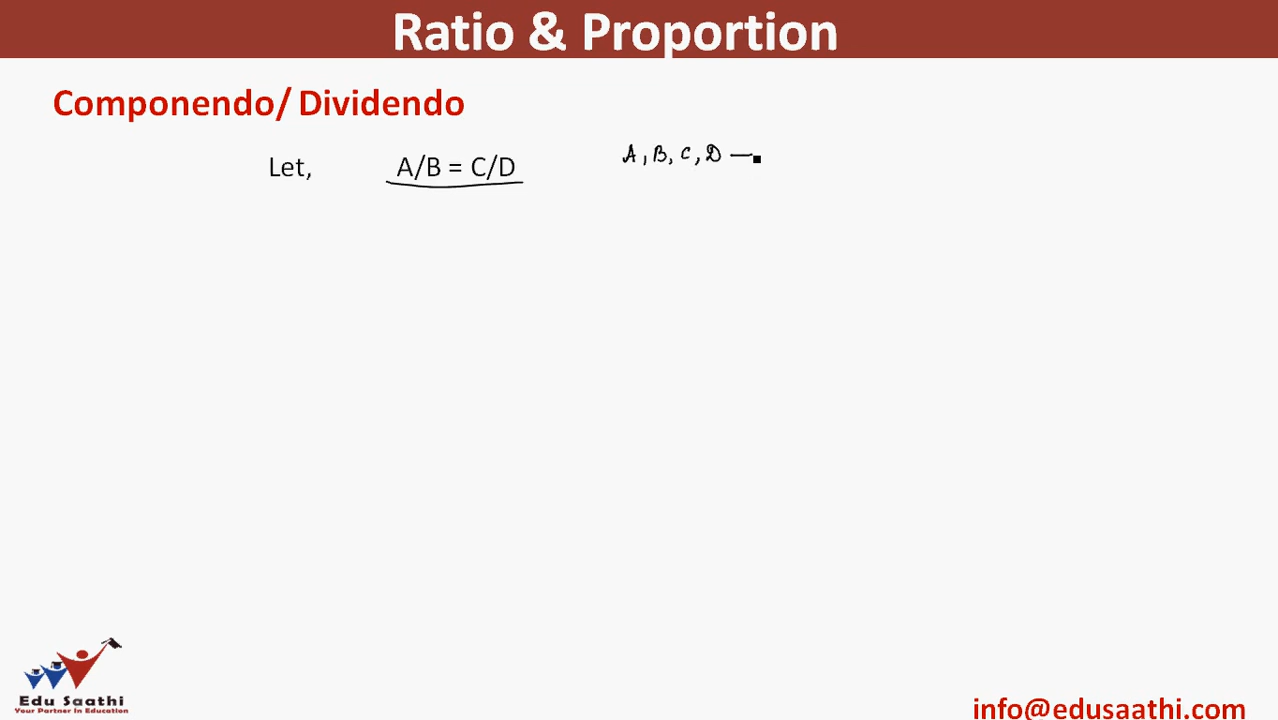 Ratio & Proportion
Componendo/ Dividendo
Let, A/B = C/D A, B, C, D —
Edu Saathi
Your Partner In Education
info@edusaathi.com